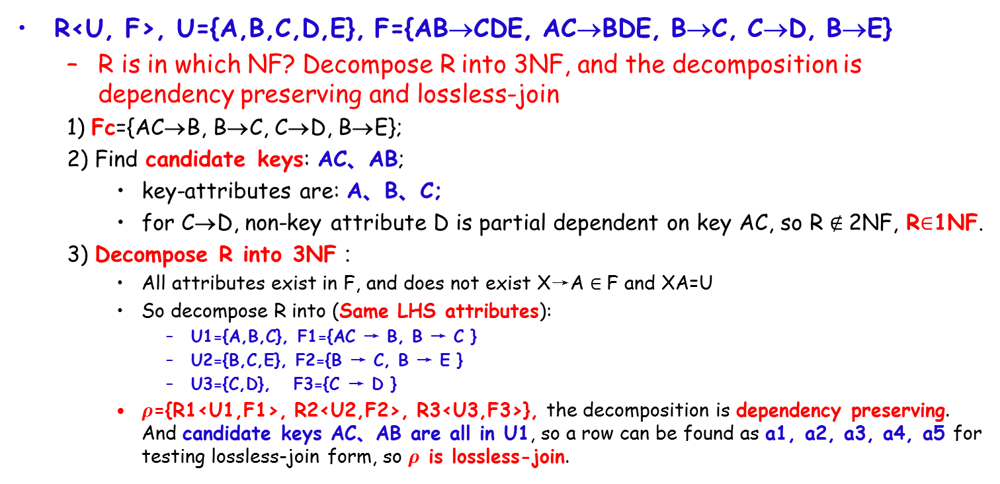 • R<U, F>, U={A,B,C,D,E}, F={AB→CDE, AC→BDE, B→C, C→D, B→E}
– R is in which NF? Decompose R into 3NF, and the decomposition is
dependency preserving and lossless-join
1) Fc={AC→B, B→C, C→D, B→E};
2) Find candidate keys: AC、AB;
• key-attributes are: A、B、C;
• for C→D, non-key attribute D is partial dependent on key AC, so R ∉ 2NF, R∈1NF.
3) Decompose R into 3NF :
• All attributes exist in F, and does not exist X→A ∈ F and XA=U
• So decompose R into (Same LHS attributes):
– U1={A,B,C}, F1={AC → B, B → C }
– U2={B,C,E}, F2={B → C, B → E }
– U3={C,D}, F3={C → D }
• ρ={R1<U1,F1>, R2<U2,F2>, R3<U3,F3>}, the decomposition is dependency preserving.
And candidate keys AC、AB are all in U1, so a row can be found as a1, a2, a3, a4, a5 for
testing lossless-join form, so ρ is lossless-join.